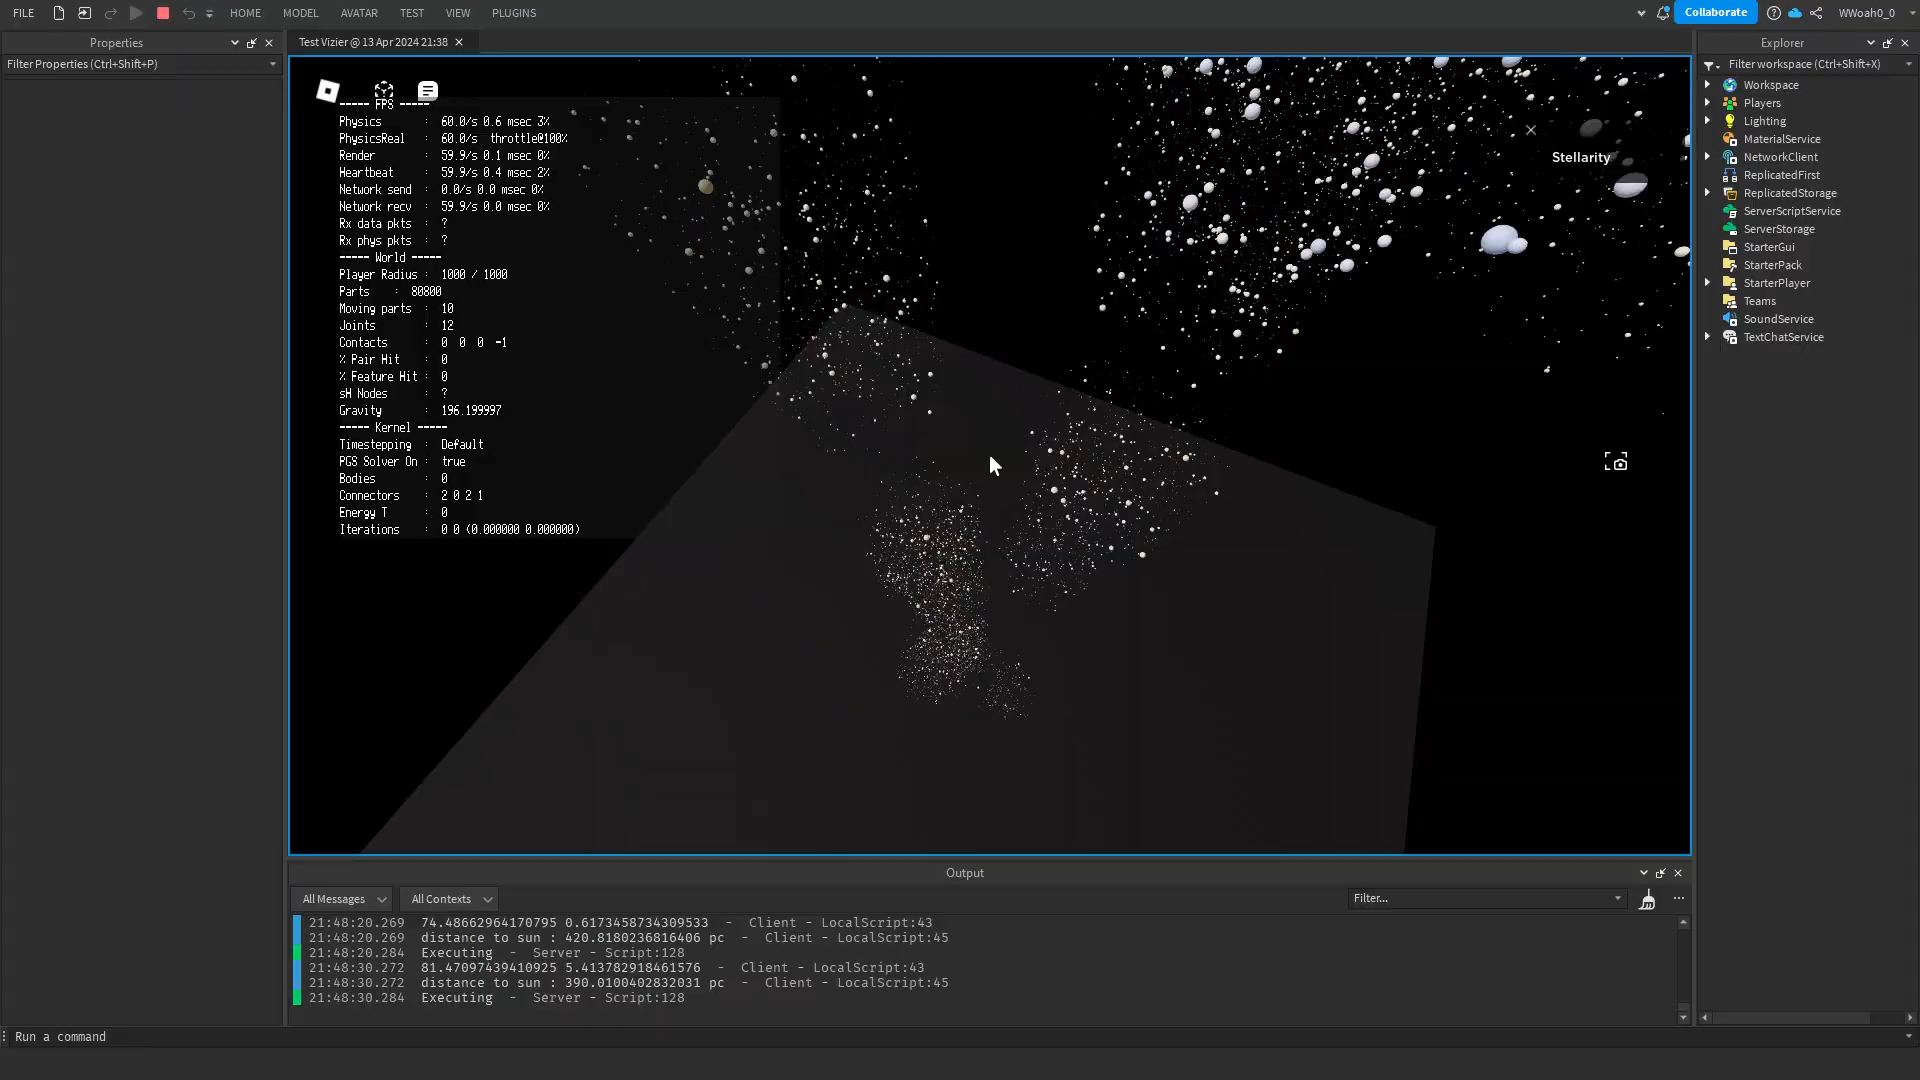 FILE HOME MODEL AVATAR TEST VIEW PLUGINS Collaborate WWoah0_0
Properties
Filter Properties (Ctrl+Shift+P)
Test Vizier @ 13 Apr 2024 21:38
----- FPS -----
Physics : 60.0/s 0.6 msec 3%
PhysicsReal : 60.0/s throttle@100%
Render : 59.9/s 0.1 msec 0%
Heartbeat : 59.9/s 0.4 msec 2%
Network send : 0.0/s 0.0 msec 0%
Network recv : 59.9/s 0.0 msec 0%
Rx data pkts : ?
Rx phys pkts : ?
----- World -----
Player Radius : 1000 / 1000
Parts : 80800
Moving parts : 10
Joints : 12
Contacts : 0 0 0 -1
% Pair Hit : 0
% Feature Hit : 0
sH Nodes : ?
Gravity : 196.199997
----- Kernel -----
Timestepping : Default
PGS Solver On : true
Bodies : 0
Connectors : 2 0 2 1
Energy T : 0
Iterations : 0 0 (0.000000 0.000000)
Stellarity
Explorer
Filter workspace (Ctrl+Shift+X)
Workspace
Players
Lighting
MaterialService
NetworkClient
ReplicatedFirst
ReplicatedStorage
ServerScriptService
ServerStorage
StarterGui
StarterPack
StarterPlayer
Teams
SoundService
TextChatService
Output
All Messages All Contexts Filter...
21:48:20.269 74.48662964170795 0.6173458734309533 - Client - LocalScript:43
21:48:20.269 distance to sun : 420.8180236816406 pc - Client - LocalScript:45
21:48:20.284 Executing - Server - Script:128
21:48:30.272 81.47097439410925 5.413782918461576 - Client - LocalScript:43
21:48:30.272 distance to sun : 390.0100402832031 pc - Client - LocalScript:45
21:48:30.284 Executing - Server - Script:128
Run a command